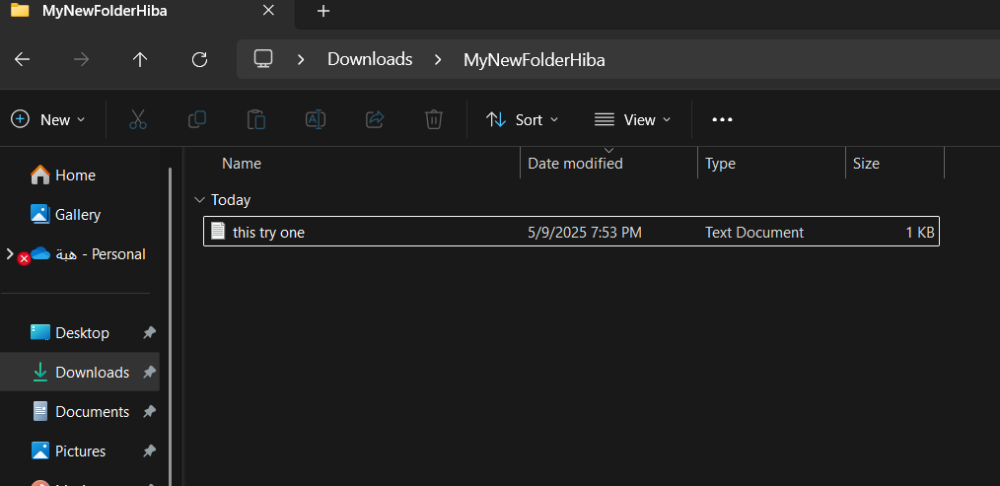 MyNewFolderHiba
Downloads MyNewFolderHiba
New Sort View
Name Date modified Type Size
Home
Today
Gallery
this try one 5/9/2025 7:53 PM Text Document 1 KB
هبة - Personal
Desktop
Downloads
Documents
Pictures